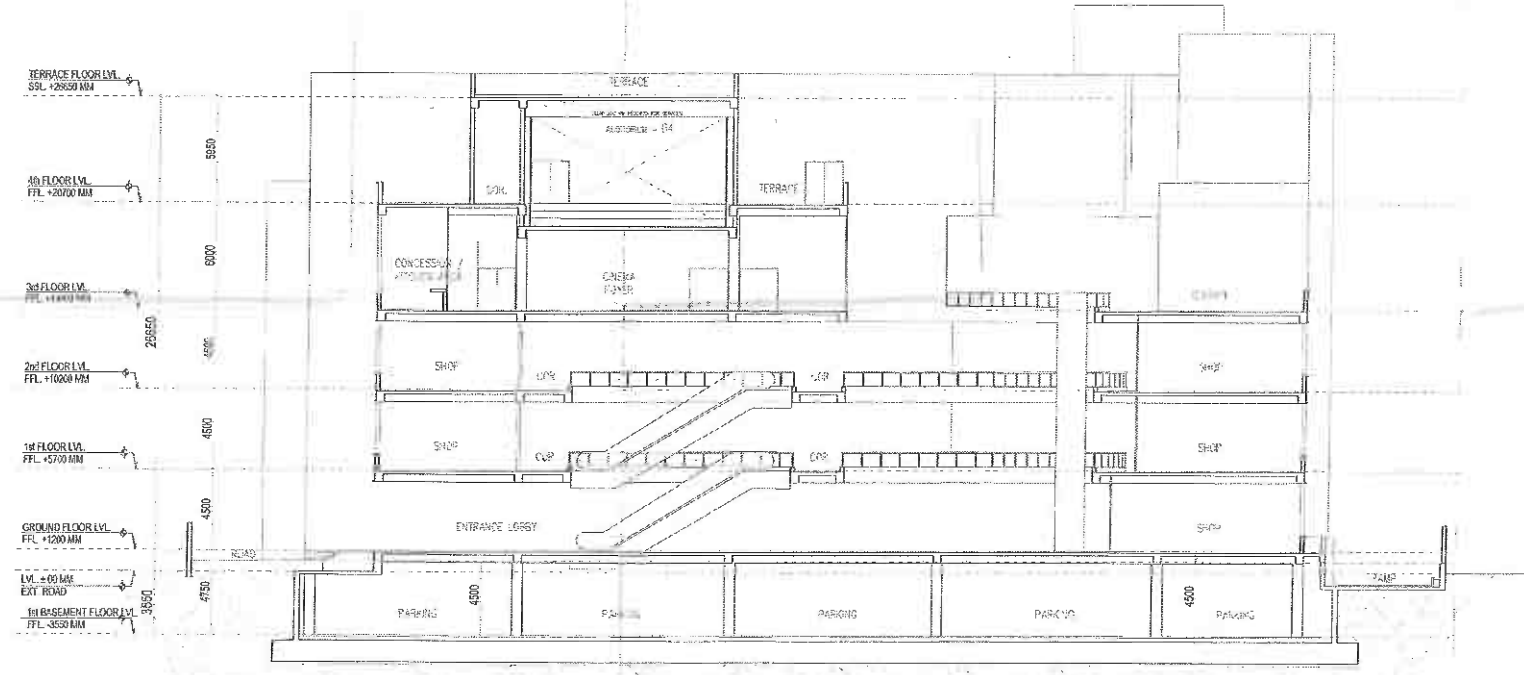 TERRACE FLOOR LVL.
SSL. +26650 MM
TERRACE
AUDITORIUM - 04
5950
4th FLOOR LVL.
FFL. +20700 MM
COR.
TERRACE
6000
CONCESSION /
CINEMA
FOYER
3rd FLOOR LVL.
26650
4500
2nd FLOOR LVL.
FFL. +10200 MM
SHOP
COR.
COR.
SHOP
4500
1st FLOOR LVL.
FFL. +5700 MM
SHOP
COR.
COR.
SHOP
4500
GROUND FLOOR LVL.
FFL. +1200 MM
ENTRANCE LOBBY
SHOP
ROAD
LVL. ± 00 MM
EXT. ROAD
RAMP
3550
4750
4500
4500
1st BASEMENT FLOOR LVL.
FFL. -3550 MM
PARKING
PARKING
PARKING
PARKING
PARKING